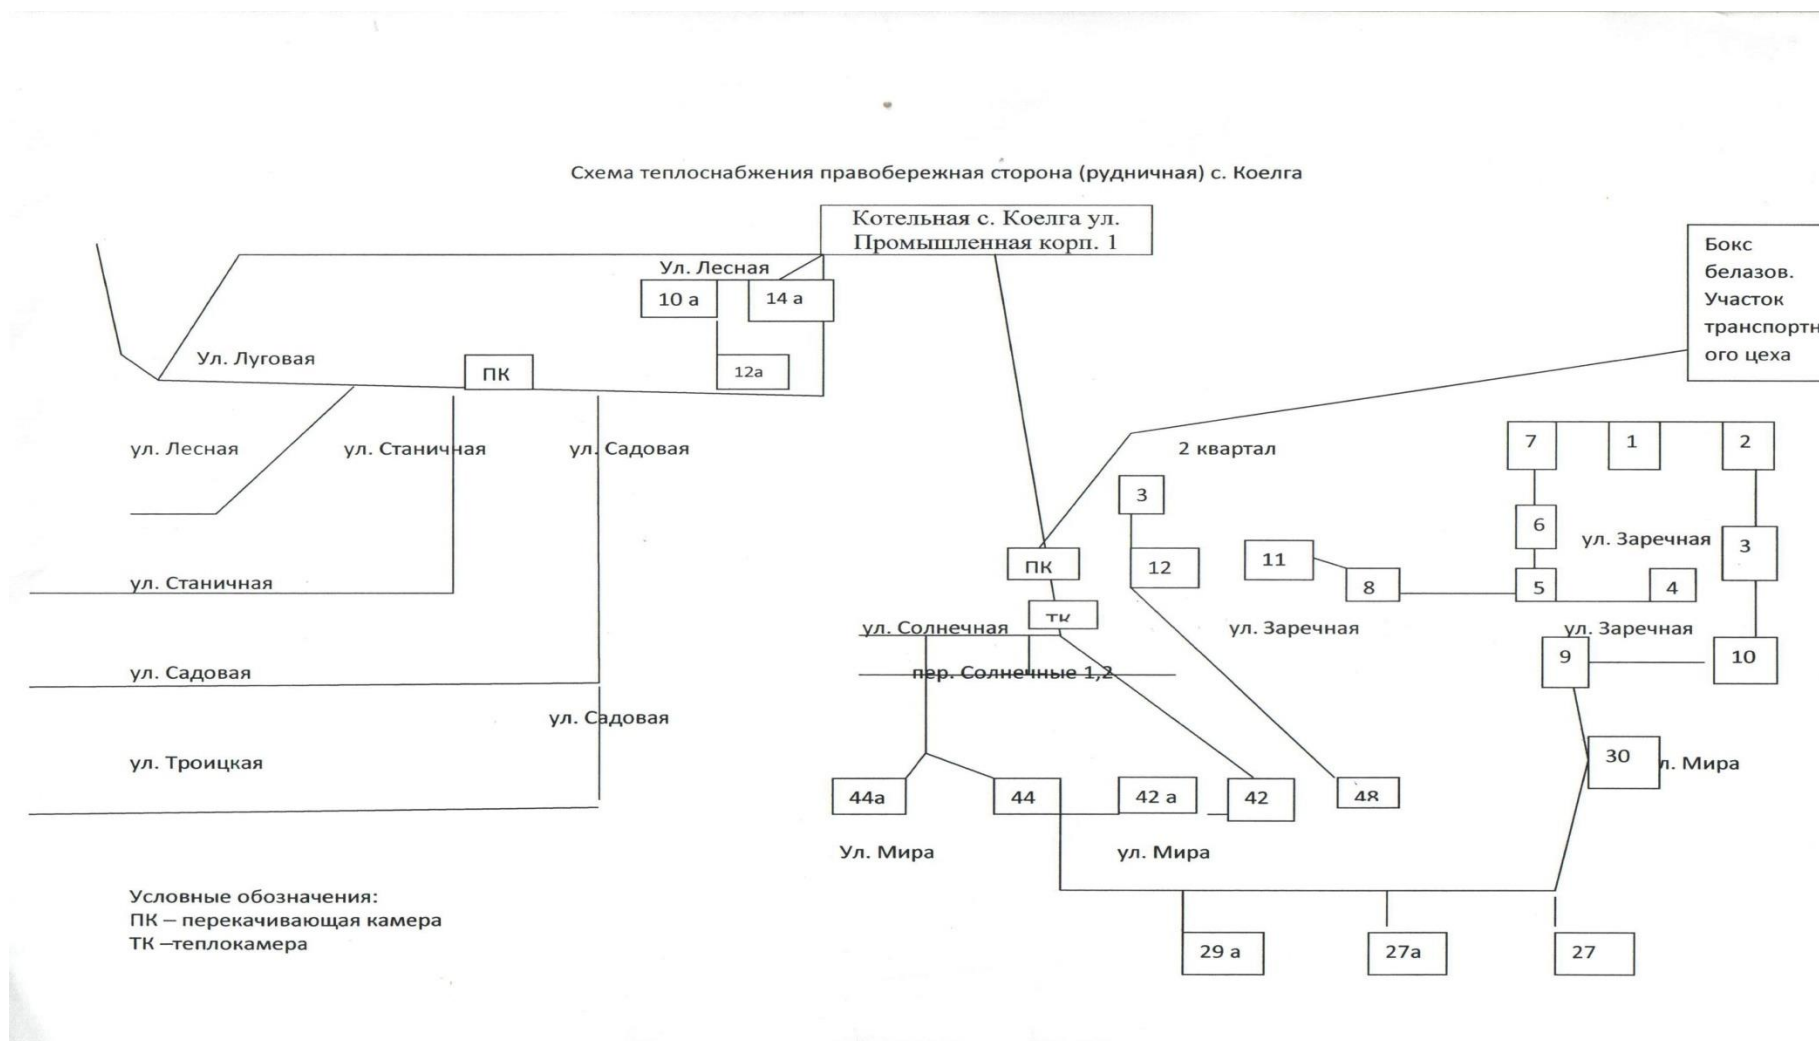 Схема теплоснабжения правобережная сторона (рудничная) с. Коелга
Котельная с. Коелга ул.
Промышленная корп. 1
Бокс
белазов.
Участок
транспортн
ого цеха
Ул. Лесная
10 а
14 а
12а
Ул. Луговая
ПК
ул. Лесная
ул. Станичная
ул. Садовая
ул. Станичная
ул. Садовая
ул. Садовая
ул. Троицкая
2 квартал
3
12
ПК
ТК
ул. Солнечная
пер. Солнечные 1,2
7
1
2
6
ул. Заречная
3
11
8
5
4
ул. Заречная
ул. Заречная
9
10
30
л. Мира
44а
44
42 а
42
48
Ул. Мира
ул. Мира
29 а
27а
27
Условные обозначения:
ПК – перекачивающая камера
ТК –теплокамера